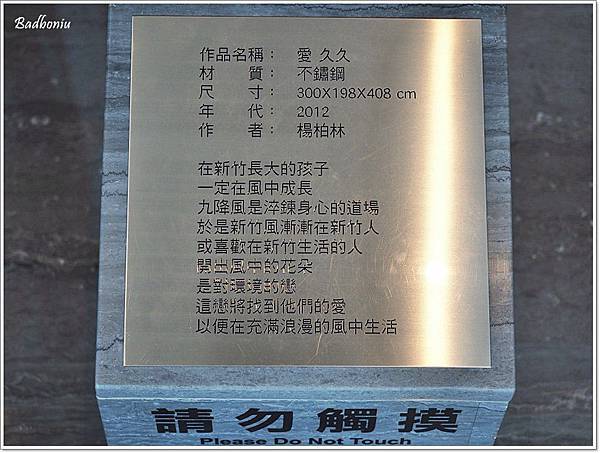 Badboniu
作品名稱： 愛 久久
材　　質： 不鏽鋼
尺　　寸： 300X198X408 cm
年　　代： 2012
作　　者： 楊柏林
在新竹長大的孩子
一定在風中成長
九降風是淬鍊身心的道場
於是新竹風漸漸在新竹人
或喜歡在新竹生活的人
開出風中的花朵
是對環境的戀
這戀將找到他們的愛
以便在充滿浪漫的風中生活
請勿觸摸
Please Do Not Touch